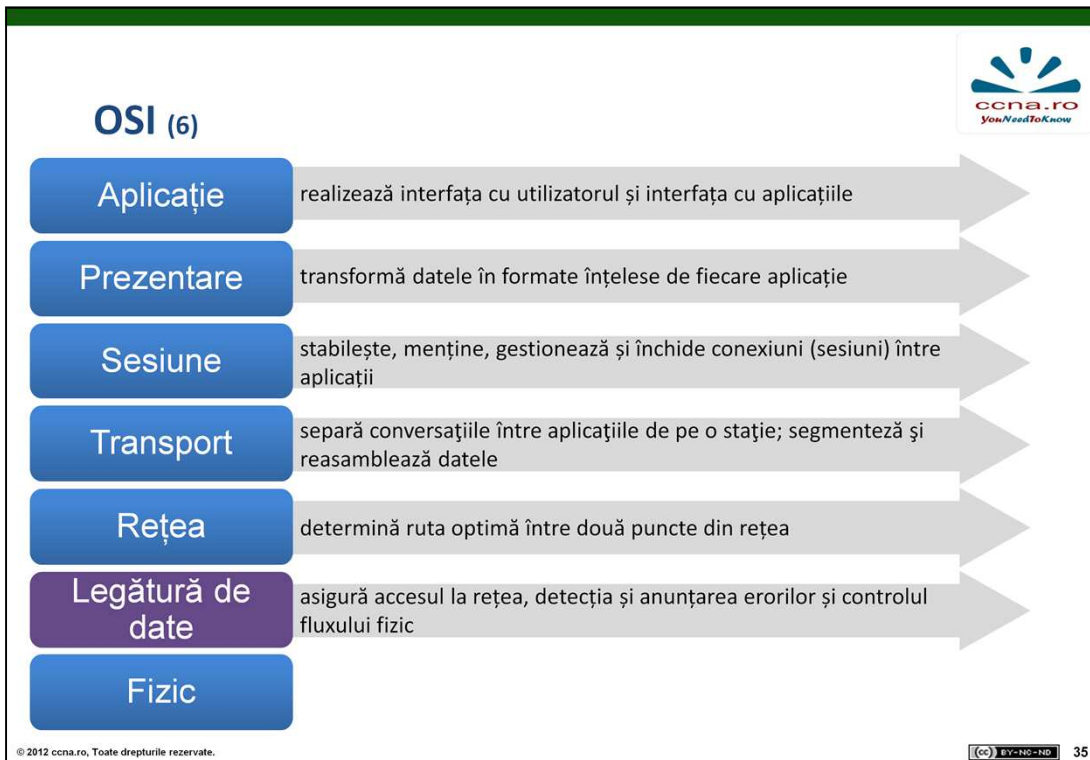 ccna.ro
YouNeedToKnow
OSI (6)
Aplicație
realizează interfața cu utilizatorul și interfața cu aplicațiile
Prezentare
transformă datele în formate înțelese de fiecare aplicație
Sesiune
stabilește, menține, gestionează și închide conexiuni (sesiuni) între
aplicații
Transport
separă conversaţiile între aplicaţiile de pe o staţie; segmenteză şi
reasamblează datele
Rețea
determină ruta optimă între două puncte din rețea
Legătură de
date
asigură accesul la rețea, detecția și anunțarea erorilor și controlul
fluxului fizic
Fizic
© 2012 ccna.ro, Toate drepturile rezervate.
(cc) BY-NC-ND 35